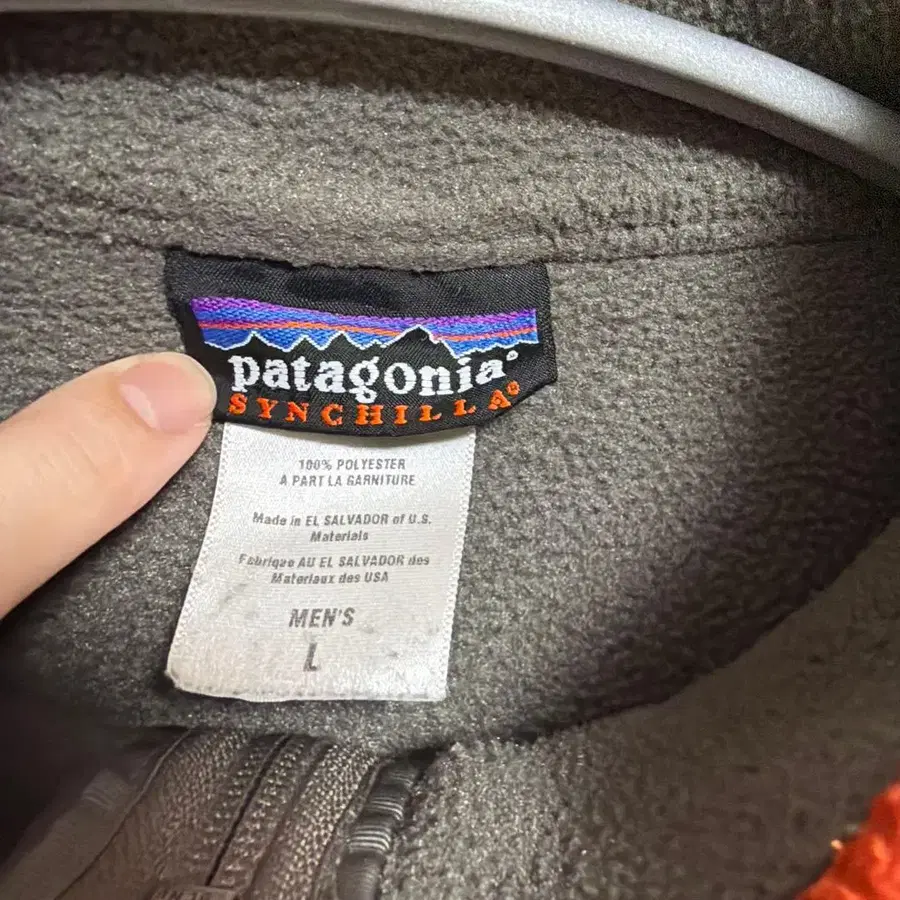 patagonia®
SYNCHILLA®
100% POLYESTER
A PART LA GARNITURE
Made in EL SALVADOR of U.S.
Materials
Fabrique AU EL SALVADOR des
Materiaux des USA
MEN'S
L